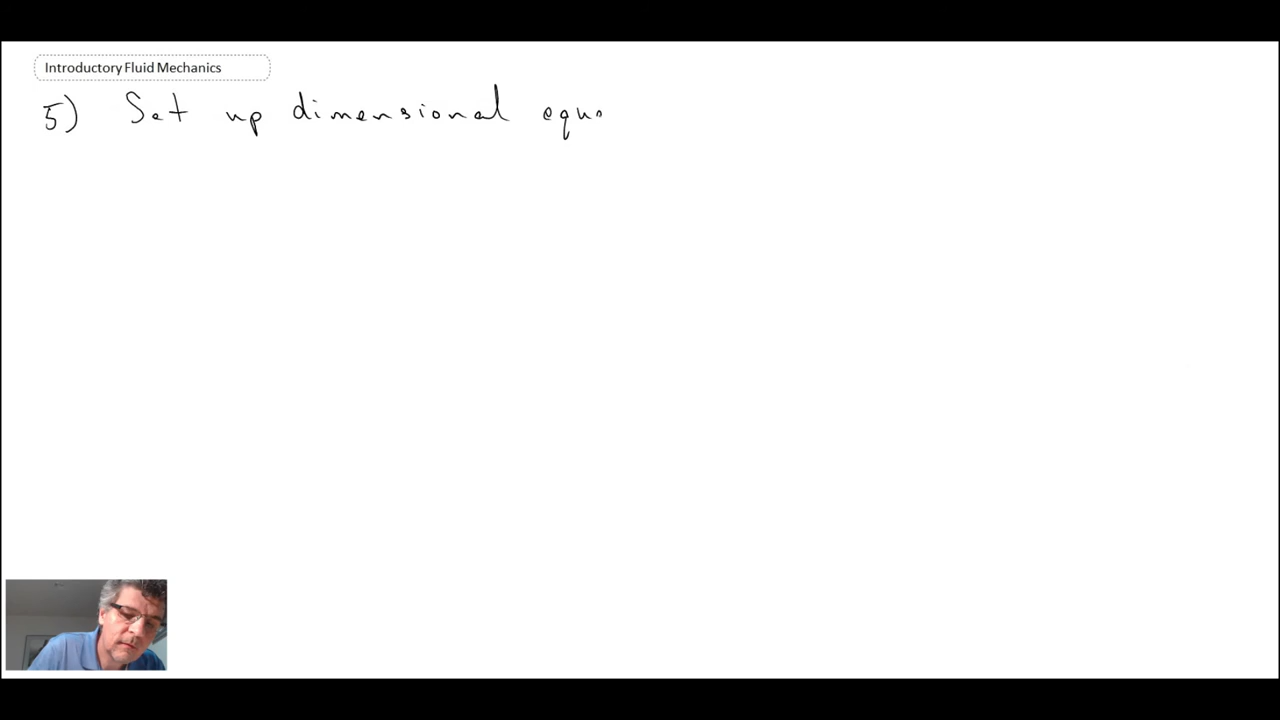 Introductory Fluid Mechanics
5) Set up dimensional equa